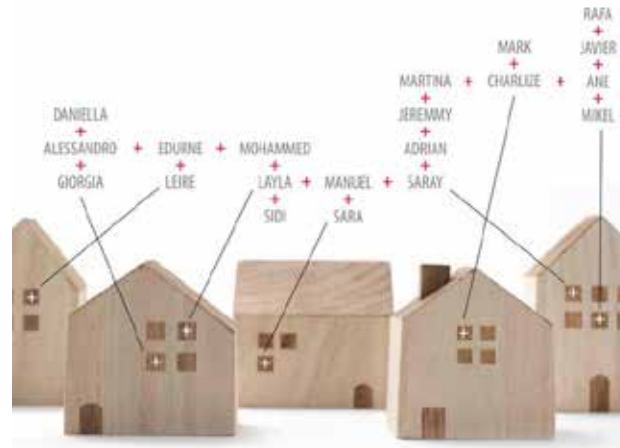 RAFA
+
JAVIER
+
ANE
+
MIKEL
MARK
+
CHARLIZE +
MARTINA +
+
JEREMMY
+
ADRIAN
+
SARAY
DANIELLA
+
ALESSANDRO + EDURNE + MOHAMMED
+ + +
GIORGIA LEIRE LAYLA + MANUEL +
+ +
SIDI SARA